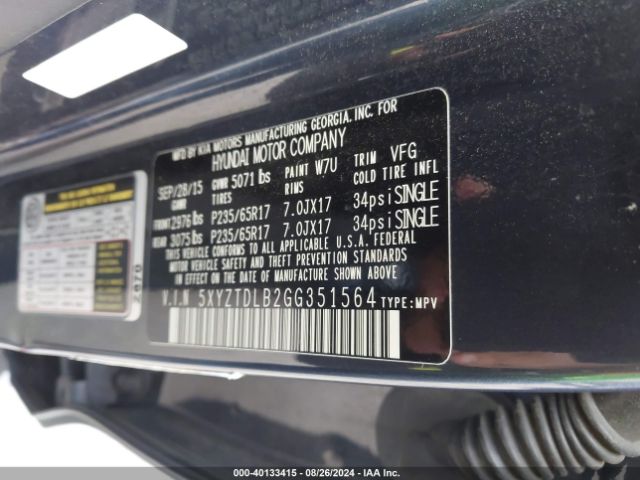 MFD BY KIA MOTORS MANUFACTURING GEORGIA. INC. FOR
HYUNDAI MOTOR COMPANY
SEP/28/15 GVWR 5071 lbs PAINT W7U TRIM VFG
GAWR TIRES RIMS COLD TIRE INFL
FRONT 2976 lbs P235/65R17 7.0JX17 34psi SINGLE
REAR 3075 lbs P235/65R17 7.0JX17 34psi SINGLE
THIS VEHICLE CONFORMS TO ALL APPLICABLE U.S.A. FEDERAL
MOTOR VEHICLE SAFETY AND THEFT PREVENTION STANDARDS
IN EFFECT ON THE DATE OF MANUFACTURE SHOWN ABOVE.
V.I.N 5XYZTDLB2GG351564 TYPE: MPV
000-40133415 - 08/26/2024 - IAA Inc.